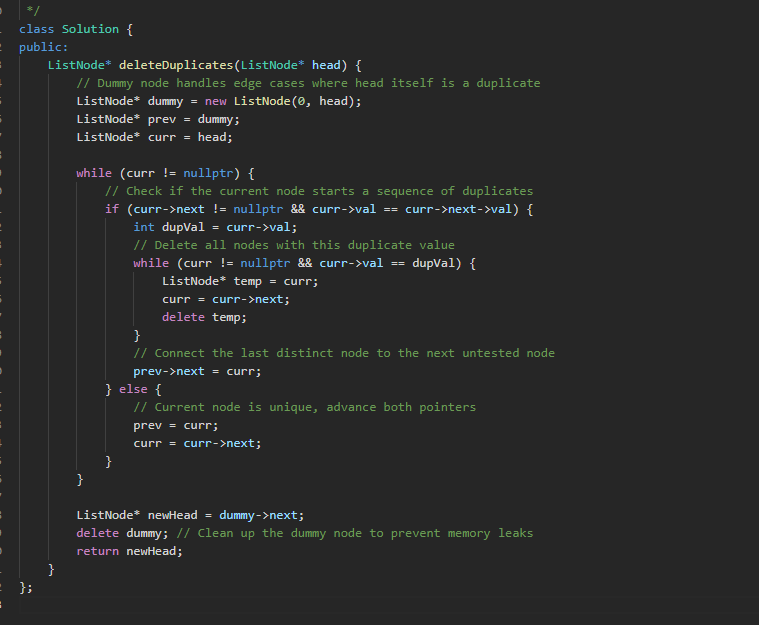 */
class Solution {
public:
    ListNode* deleteDuplicates(ListNode* head) {
        // Dummy node handles edge cases where head itself is a duplicate
        ListNode* dummy = new ListNode(0, head);
        ListNode* prev = dummy;
        ListNode* curr = head;

        while (curr != nullptr) {
            // Check if the current node starts a sequence of duplicates
            if (curr->next != nullptr && curr->val == curr->next->val) {
                int dupVal = curr->val;
                // Delete all nodes with this duplicate value
                while (curr != nullptr && curr->val == dupVal) {
                    ListNode* temp = curr;
                    curr = curr->next;
                    delete temp;
                }
                // Connect the last distinct node to the next untested node
                prev->next = curr;
            } else {
                // Current node is unique, advance both pointers
                prev = curr;
                curr = curr->next;
            }
        }

        ListNode* newHead = dummy->next;
        delete dummy; // Clean up the dummy node to prevent memory leaks
        return newHead;
    }
};